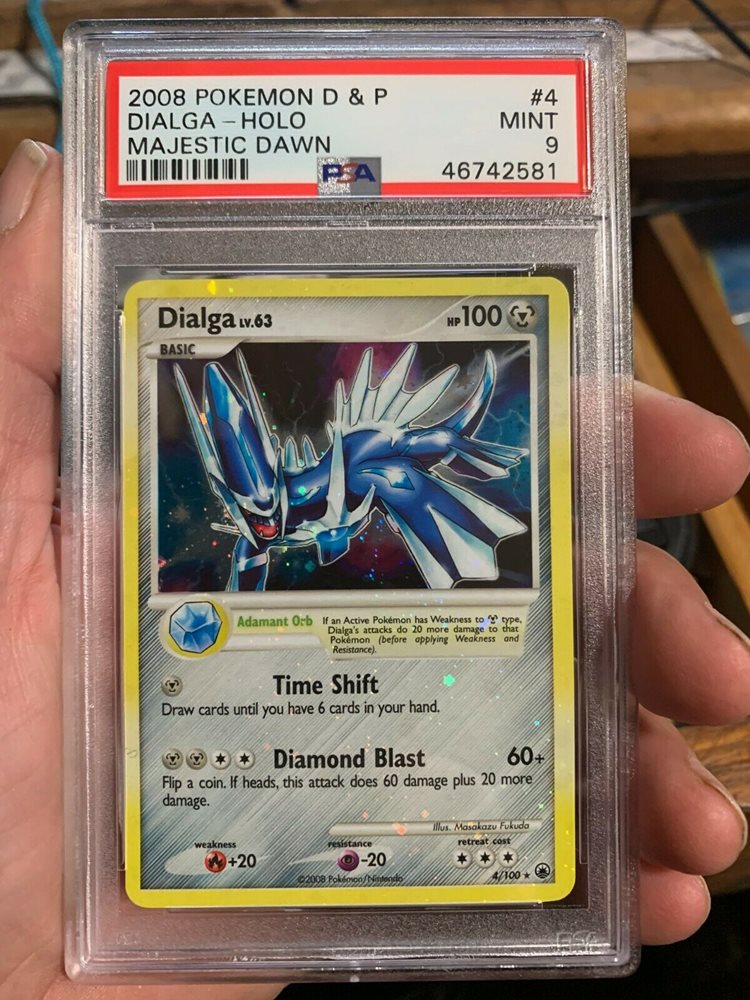 2008 POKEMON D & P #4
DIALGA - HOLO MINT
MAJESTIC DAWN 9
PSA 46742581
Dialga LV.63 HP 100
BASIC
Adamant Orb
If an Active Pokémon has Weakness to type,
Dialga's attacks do 20 more damage to that
Pokémon (before applying Weakness and
Resistance).
Time Shift
Draw cards until you have 6 cards in your hand.
Diamond Blast 60+
Flip a coin. If heads, this attack does 60 damage plus 20 more
damage.
Illus. Masakazu Fukuda
weakness resistance retreat cost
+20 -20
©2008 Pokémon/Nintendo 4/100
PSA